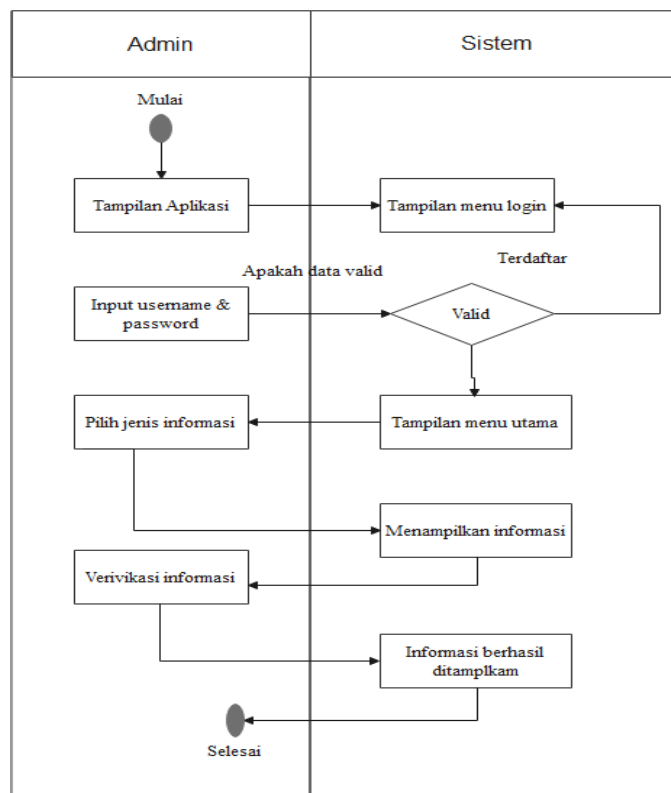 Admin
Sistem
Mulai
Tampilan Aplikasi
Tampilan menu login
Terdaftar
Apakah data valid
Input username &
password
Valid
Pilih jenis informasi
Tampilan menu utama
Menampilkan informasi
Verivikasi informasi
Informasi berhasil
ditamplkam
Selesai